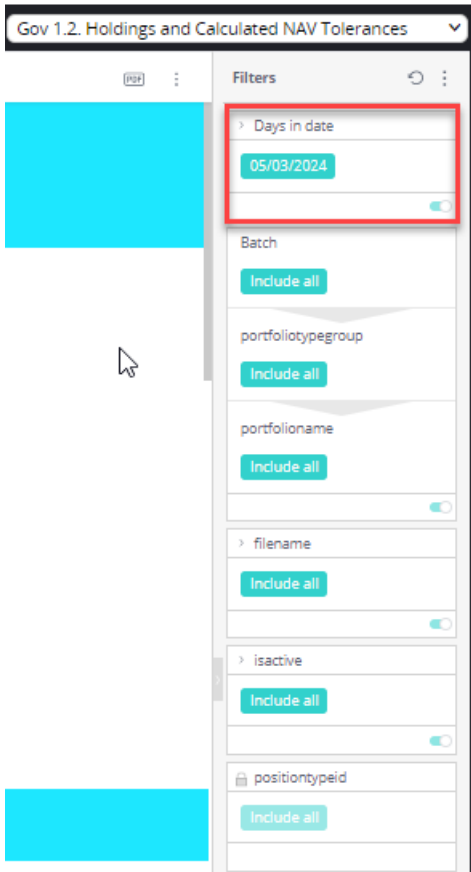 Gov 1.2. Holdings and Calculated NAV Tolerances
PDF
Filters
Days in date
05/03/2024
Batch
Include all
portfoliotypegroup
Include all
portfolioname
Include all
filename
Include all
isactive
Include all
positiontypeid
Include all